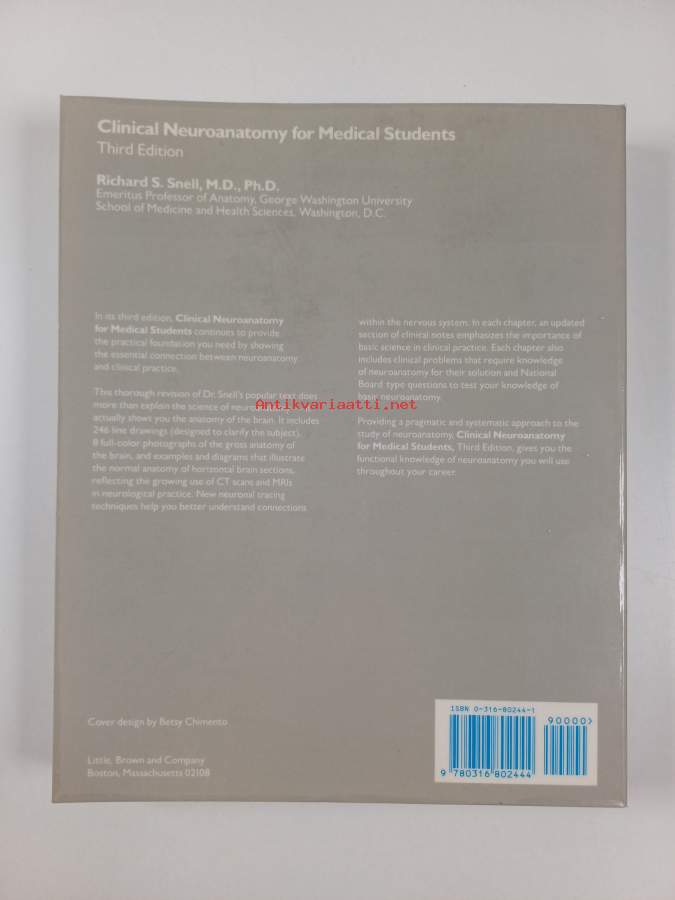 Clinical Neuroanatomy for Medical Students
Third Edition
Richard S. Snell, M.D., Ph.D.
Emeritus Professor of Anatomy, George Washington University
School of Medicine and Health Sciences, Washington, D.C.
In its third edition, Clinical Neuroanatomy
for Medical Students continues to provide
the practical foundation you need by showing
the essential connection between neuroanatomy
and clinical practice.
This thorough revision of Dr. Snell's popular text does
more than explain the science of
actually shows you the anatomy of the brain. It includes
246 line drawings (designed to clarify the subject),
8 full-color photographs of the gross anatomy of
the brain, and examples and diagrams that illustrate
the normal anatomy of horizontal brain sections,
reflecting the growing use of CT scans and MRIs
in neurological practice. New neuronal tracing
techniques help you better understand connections
within the nervous system. In each chapter, an updated
section of clinical notes emphasizes the importance of
basic science in clinical practice. Each chapter also
includes clinical problems that require knowledge
of neuroanatomy for their solution and National
Board type questions to test your knowledge of
basic neuroanatomy.
Providing a pragmatic and systematic approach to the
study of neuroanatomy, Clinical Neuroanatomy
for Medical Students, Third Edition, gives you the
functional knowledge of neuroanatomy you will use
throughout your career.
Antikvariaatti.net
Cover design by Betsy Chimento
Little, Brown and Company
Boston, Massachusetts 02108
ISBN 0-316-80244-1
90000>
9 780316 802444